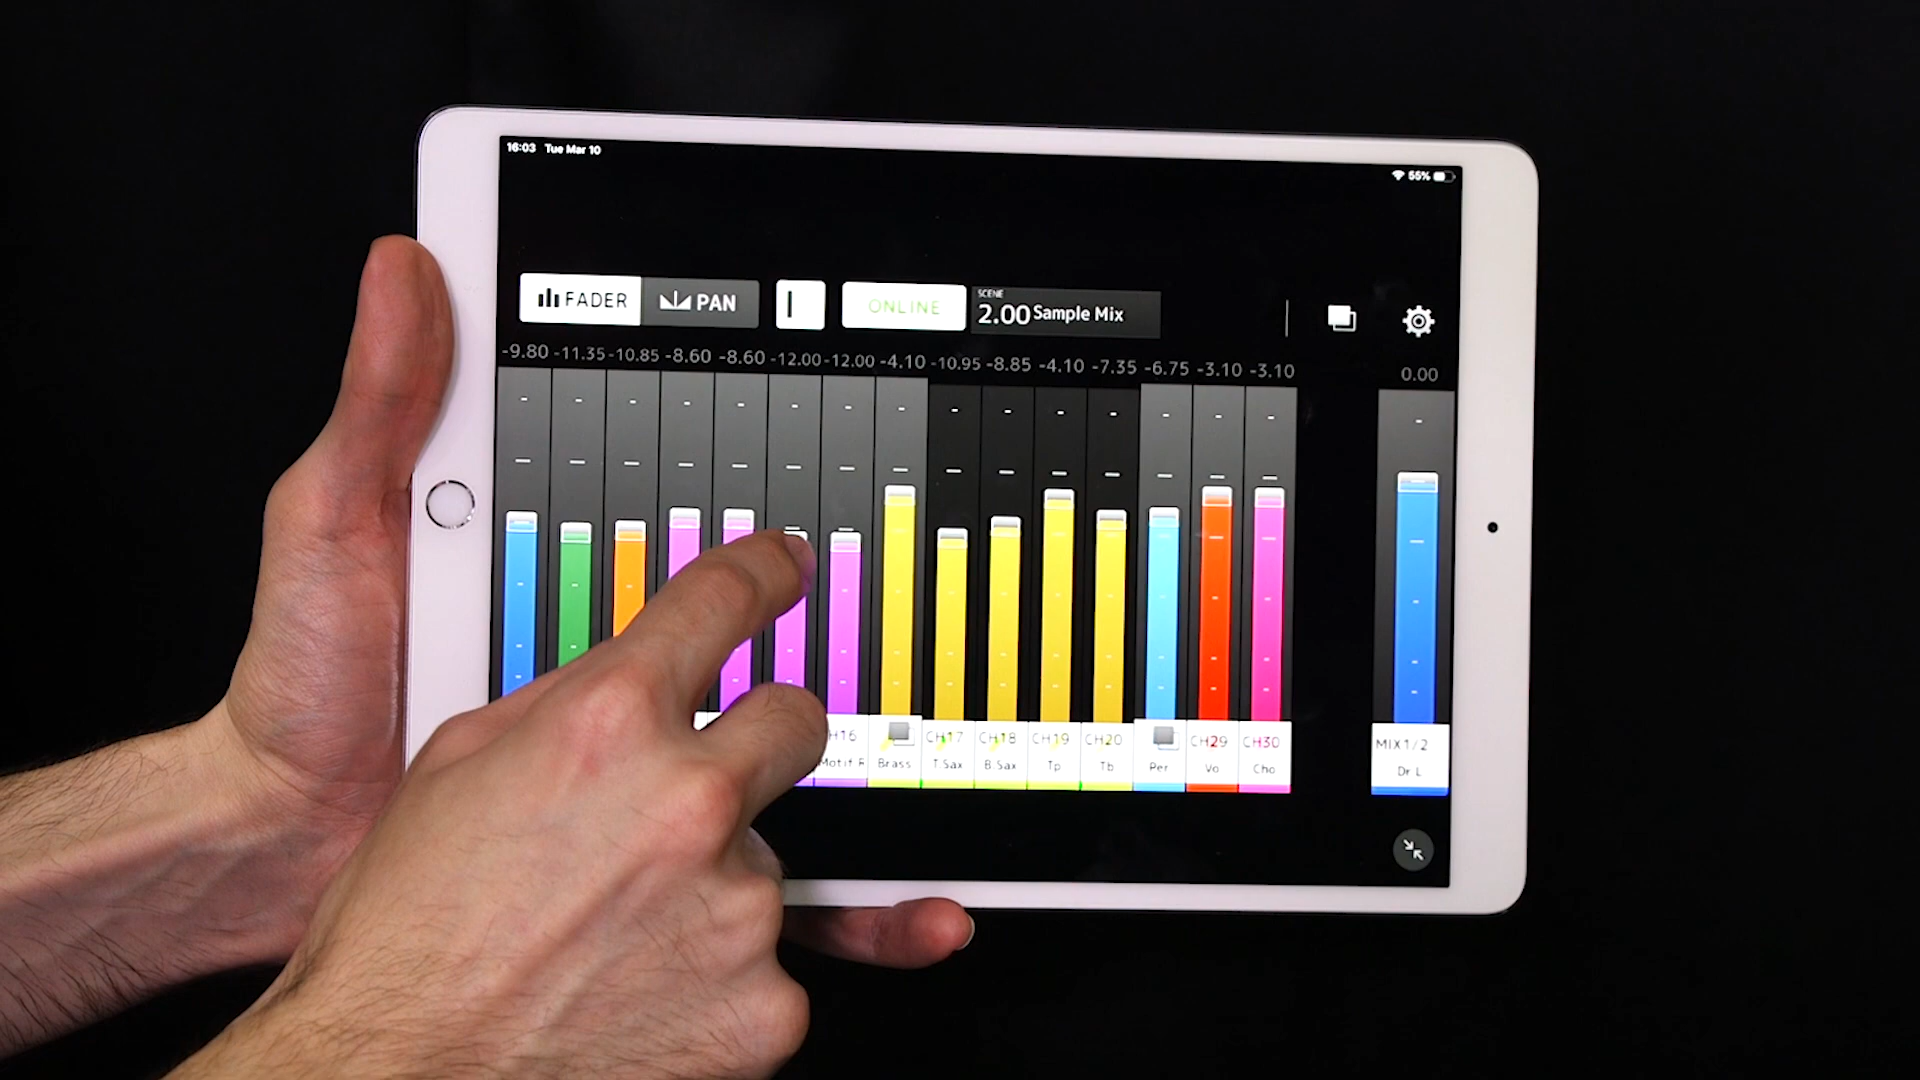 16:03 Tue Mar 10
55%
FADER PAN ONLINE SCENE
2.00 Sample Mix
-9.80 -11.35 -10.85 -8.60 -8.60 -12.00 -12.00 -4.10 -10.95 -8.85 -4.10 -7.35 -6.75 -3.10 -3.10 0.00
H16 CH17 CH18 CH19 CH20 CH29 CH30 MIX1/2
Motif R Brass T.Sax B.Sax Tp Tb Per Vo Cho Dr L